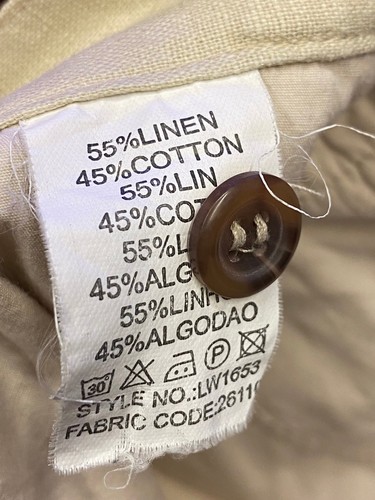 55%LINEN
45%COTTON
55%LIN
45%COT
55%L
45%ALG
55%LINH
45%ALGODAO
30°
P
STYLE NO.:LW1653
FABRIC CODE:26110